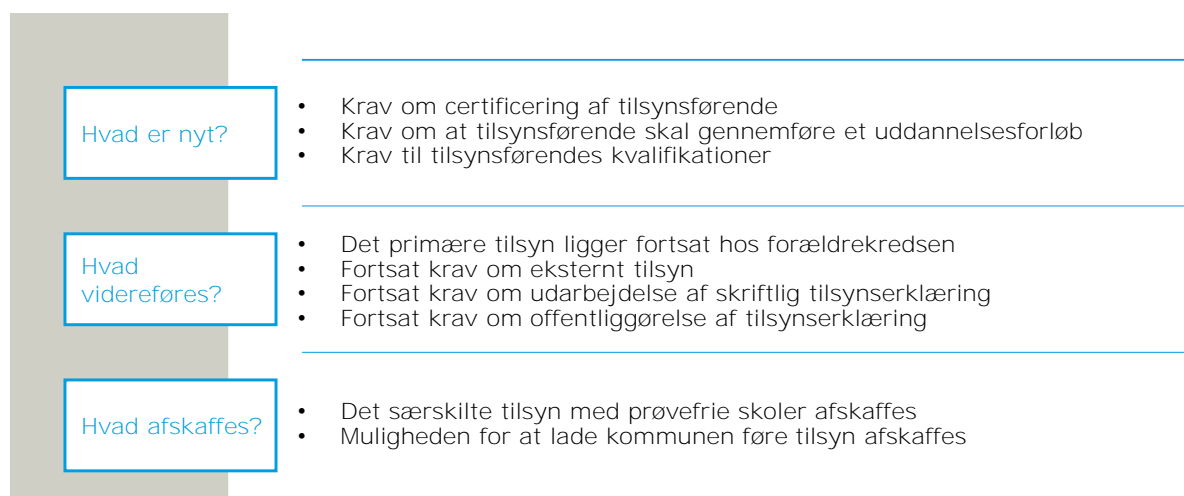 Hvad er nyt?
• Krav om certificering af tilsynsførende
• Krav om at tilsynsførende skal gennemføre et uddannelsesforløb
• Krav til tilsynsførendes kvalifikationer
Hvad
videreføres?
• Det primære tilsyn ligger fortsat hos forældrekredsen
• Fortsat krav om eksternt tilsyn
• Fortsat krav om udarbejdelse af skriftlig tilsynserklæring
• Fortsat krav om offentliggørelse af tilsynserklæring
Hvad afskaffes?
• Det særskilte tilsyn med prøvefrie skoler afskaffes
• Muligheden for at lade kommunen føre tilsyn afskaffes